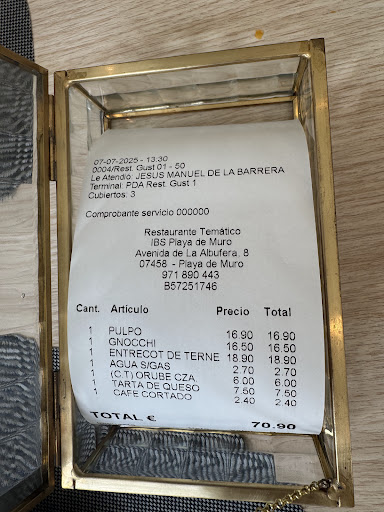 07-07-2025 - 13:30
0004/Rest. Gust 01 - 50
Le Atendió: JESUS MANUEL DE LA BARRERA
Terminal: PDA Rest. Gust 1
Cubiertos: 3
Comprobante servicio 000000
Restaurante Temático
IBS Playa de Muro
Avenida de La Albufera, 8
07458 - Playa de Muro
971 890 443
B57251746
Cant. Artículo Precio Total
1 PULPO 16.90 16.90
1 GNOCCHI 16.50 16.50
1 ENTRECOT DE TERNE 18.90 18.90
1 AGUA S/GAS 2.70 2.70
1 (C.T).ORUBE CZA. 6.00 6.00
1 TARTA DE QUESO 7.50 7.50
1 CAFE CORTADO 2.40 2.40
TOTAL € 70.90